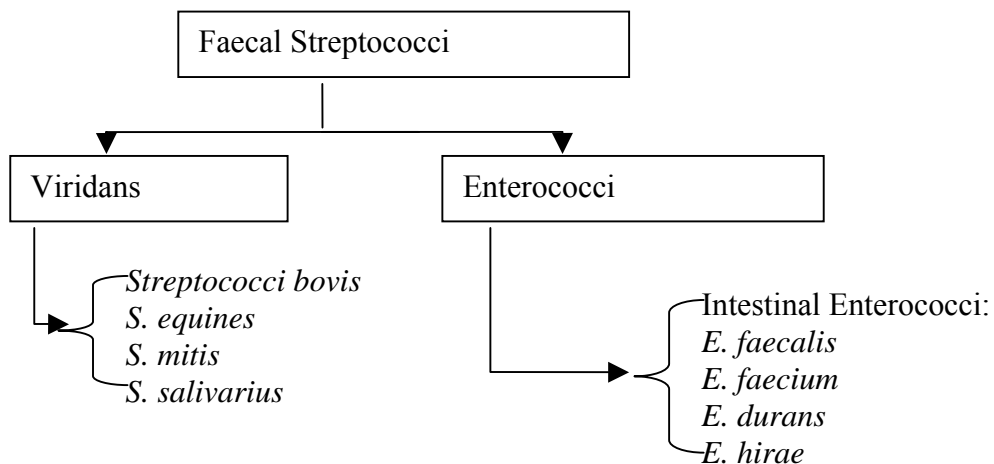 Faecal Streptococci
Viridans
Enterococci
Streptococci bovis
S. equines
S. mitis
S. salivarius
Intestinal Enterococci:
E. faecalis
E. faecium
E. durans
E. hirae